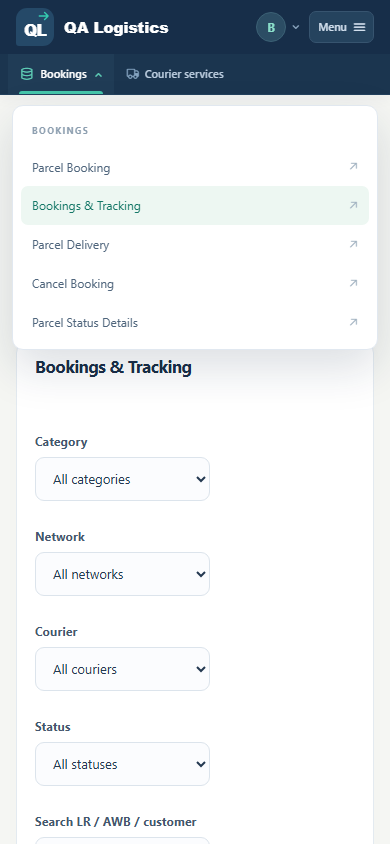 QL QA Logistics B Menu
Bookings Courier services
BOOKINGS
Parcel Booking
Bookings & Tracking
Parcel Delivery
Cancel Booking
Parcel Status Details
Bookings & Tracking
Category
All categories
Network
All networks
Courier
All couriers
Status
All statuses
Search LR / AWB / customer